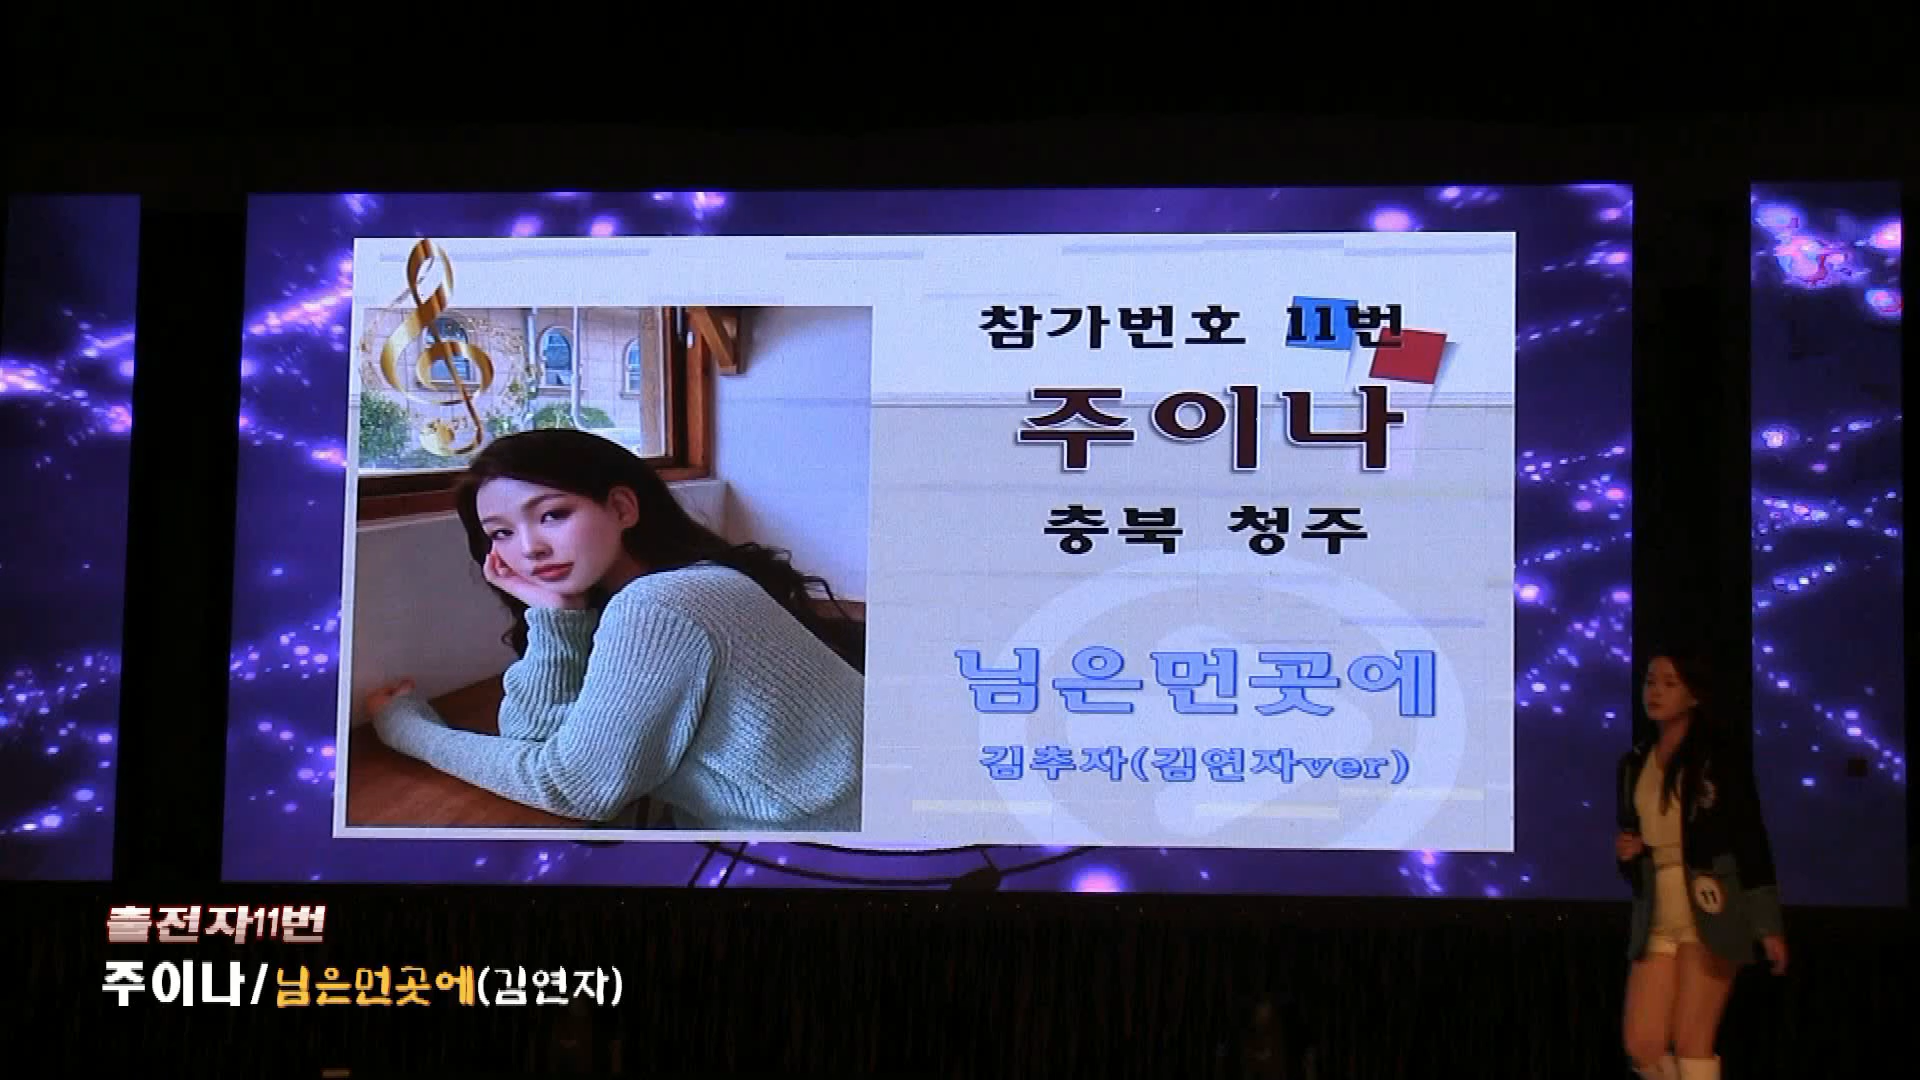 참가번호 11번
주이나
충북 청주
님은먼곳에
김추자(김연자ver)
11
출전자11번
주이나/님은먼곳에(김연자)